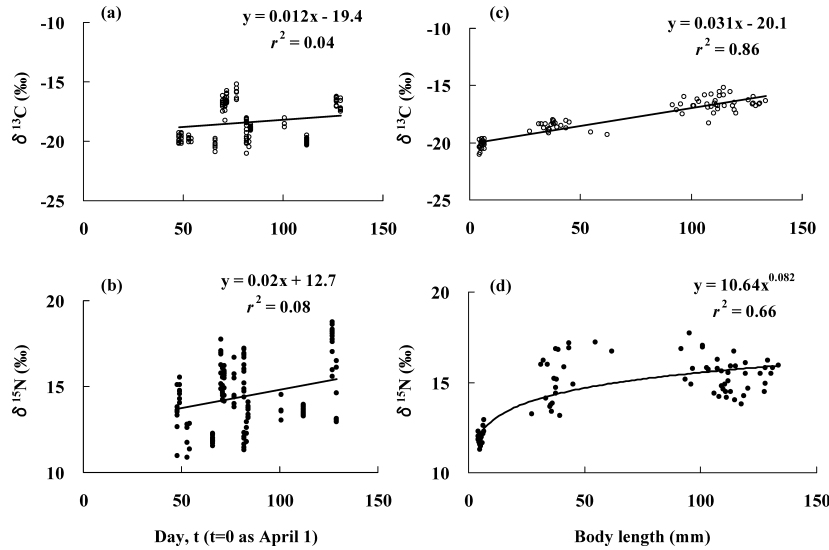 (a)
y = 0.012x - 19.4
r² = 0.04
-10
-15
-20
-25
δ ¹³C (‰)
0 50 100 150
(c)
y = 0.031x - 20.1
r² = 0.86
-10
-15
-20
-25
δ ¹³C (‰)
0 50 100 150
(b)
y = 0.02x + 12.7
r² = 0.08
20
15
10
δ ¹⁵N (‰)
0 50 100 150
Day, t (t=0 as April 1)
(d)
y = 10.64x^0.082
r² = 0.66
20
15
10
δ ¹⁵N (‰)
0 50 100 150
Body length (mm)